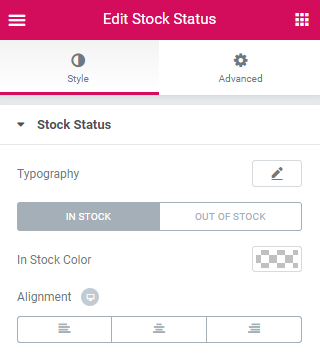 Edit Stock Status
Style
Advanced
Stock Status
Typography
IN STOCK
OUT OF STOCK
In Stock Color
Alignment